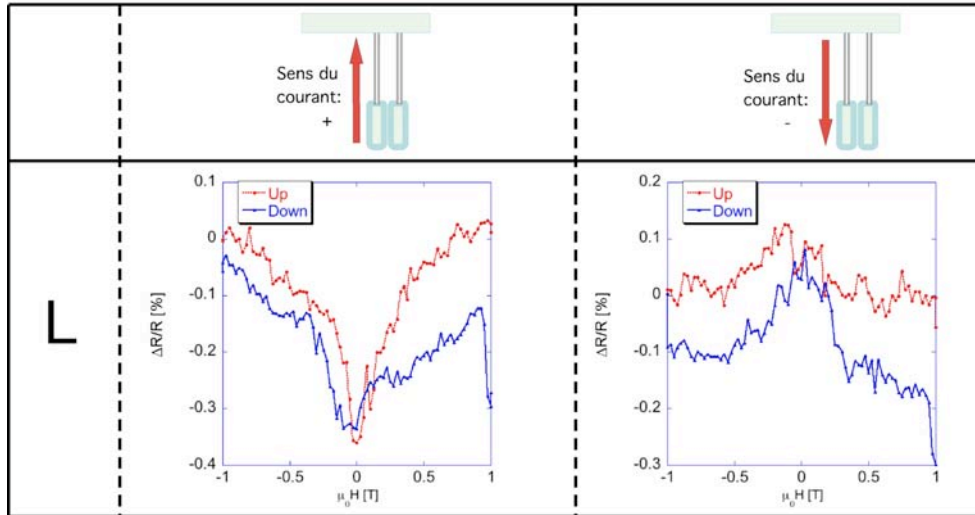 Sens du
courant:
+
Sens du
courant:
-
L
Up
Down
0.1
0
-0.1
-0.2
-0.3
-0.4
ΔR/R [%]
-1
-0.5
0
0.5
1
μ₀H [T]
Up
Down
0.2
0.1
0
-0.1
-0.2
-0.3
ΔR/R [%]
-1
-0.5
0
0.5
1
μ₀H [T]